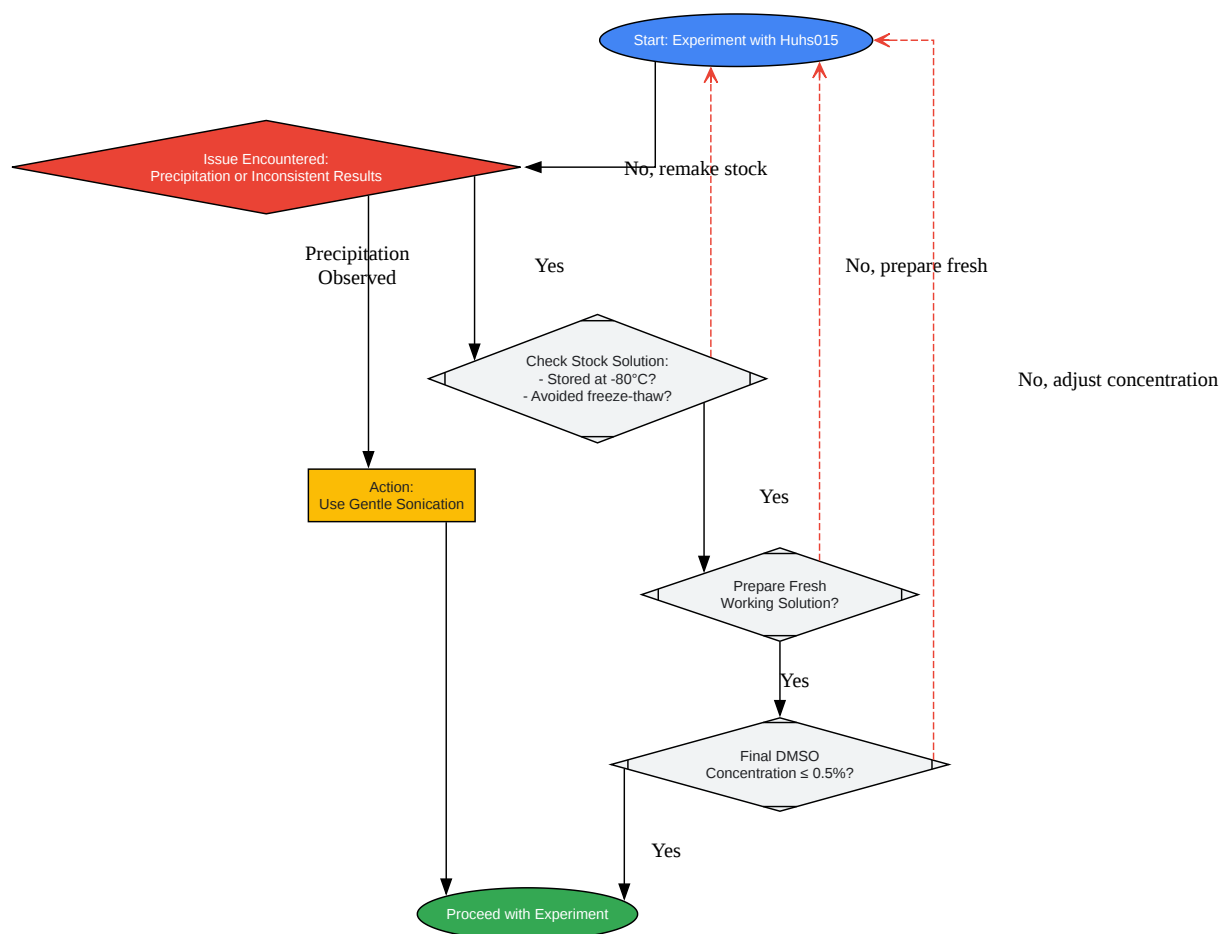 Start: Experiment with Huhs015
Issue Encountered:
Precipitation or Inconsistent Results
No, remake stock
Precipitation
Observed
Yes
No, prepare fresh
Check Stock Solution:
- Stored at -80°C?
- Avoided freeze-thaw?
No, adjust concentration
Action:
Use Gentle Sonication
Yes
Prepare Fresh
Working Solution?
Yes
Final DMSO
Concentration ≤ 0.5%?
Yes
Proceed with Experiment